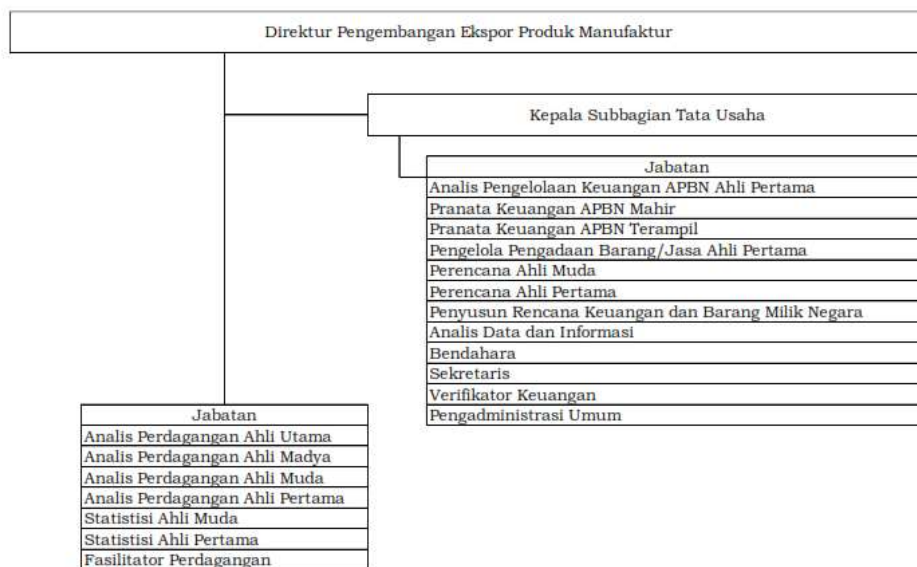 Direktur Pengembangan Ekspor Produk Manufaktur
Kepala Subbagian Tata Usaha
Jabatan
Analis Pengelolaan Keuangan APBN Ahli Pertama
Pranata Keuangan APBN Mahir
Pranata Keuangan APBN Terampil
Pengelola Pengadaan Barang/Jasa Ahli Pertama
Perencana Ahli Muda
Perencana Ahli Pertama
Penyusun Rencana Keuangan dan Barang Milik Negara
Analis Data dan Informasi
Bendahara
Sekretaris
Verifikator Keuangan
Pengadministrasi Umum
Jabatan
Analis Perdagangan Ahli Utama
Analis Perdagangan Ahli Madya
Analis Perdagangan Ahli Muda
Analis Perdagangan Ahli Pertama
Statistisi Ahli Muda
Statistisi Ahli Pertama
Fasilitator Perdagangan